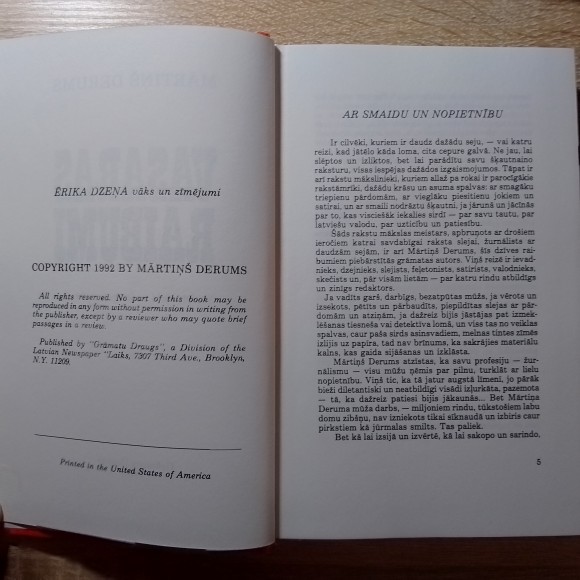 ĒRIKA DZEŅA vāks un zīmējumi
COPYRIGHT 1992 BY MĀRTIŅŠ DERUMS
All rights reserved. No part of this book may be
reproduced in any form without permission in writing from
the publisher, except by a reviewer who may quote brief
passages in a review.
Published by "Grāmatu Draugs", a Division of the
Latvian Newspaper "Laiks, 7307 Third Ave., Brooklyn,
N.Y. 11209.
Printed in the United States of America
AR SMAIDU UN NOPIETNĪBU
Ir cilvēki, kuriem ir daudz dažādu seju, — vai katru
reizi, kad jātēlo kāda loma, cita cepure galvā. Ne jau, lai
slēptos un izliktos, bet lai parādītu savu šķautnaino
raksturu, visas iespējas dažādos izgaismojumos. Tāpat ir
arī rakstu mākslinieki, kuriem allaž pa rokai ir parocīgākie
rakstāmrīki, dažādu krāsu un asuma spalvas: ar smagāku
triepienu pārdomām, ar vieglāku piesitienu jokiem un
satīrai, un ar smaili nodrāztu šķautni, ja jārunā un jācīnās
par to, kas visciešāk iekalies sirdī — par savu tautu, par
latviešu valodu, par uzticību un patiesību.
Šāds rakstu mākslas meistars, apbruņots ar drošiem
ieročiem katrai savdabīgai raksta slejai, žurnālists ar
daudzām sejām, ir arī Mārtiņš Derums, šīs dzīves rai-
bumiem piebārstītās grāmatas autors. Viņš reizē ir ievad-
nieks, dzejnieks, slejists, feļetonists, satiriņš, valodnieks,
skečnieks un, pār visām lietām — par katru rindu atbildīgs
un zinīgs redaktors.
Ja vadīts garš, darbīgs, bezatpūtas mūžs, ja vērots un
izsekots, pētīts un pārbaudīts, piepildītas slejas ar pār-
domām un atziņām, ja dažreiz bijis jāstājas pat izmek-
lēšanas tiesneša vai detektīva lomā, un viss tas no veiklas
spalvas, caur paša sirds asinsvadiem, melnas tintes zīmēs
izlijis uz papīra, tad nav brīnums, ka sakrājies materiālu
kalns, kas gaida sijāšanas un izklāsta.
Mārtiņš Derums atzīstas, ka savu profesiju — žur-
nālismu — visu mūžu ņēmis par pilnu, turklāt ar lielu
nopietnību. Viņš tic, ka tā jātur augstā līmenī, jo pārāk
bieži diletantiski un neatbildīgi visādi izļurkāta, pazemota
— tā, ka dažreiz patiesi bijis jākaunās... Bet Mārtiņa
Deruma mūža darbs, — miljoniem rindu, tūkstošiem labu
domu zibšņu, nav izniekots tikai sīknaudā un izbiris caur
pirkstiem kā jūrmalas smilts. Tas paliek.
Bet kā lai izsijā un izvērtē, kā lai sakopo un sarindo,
5